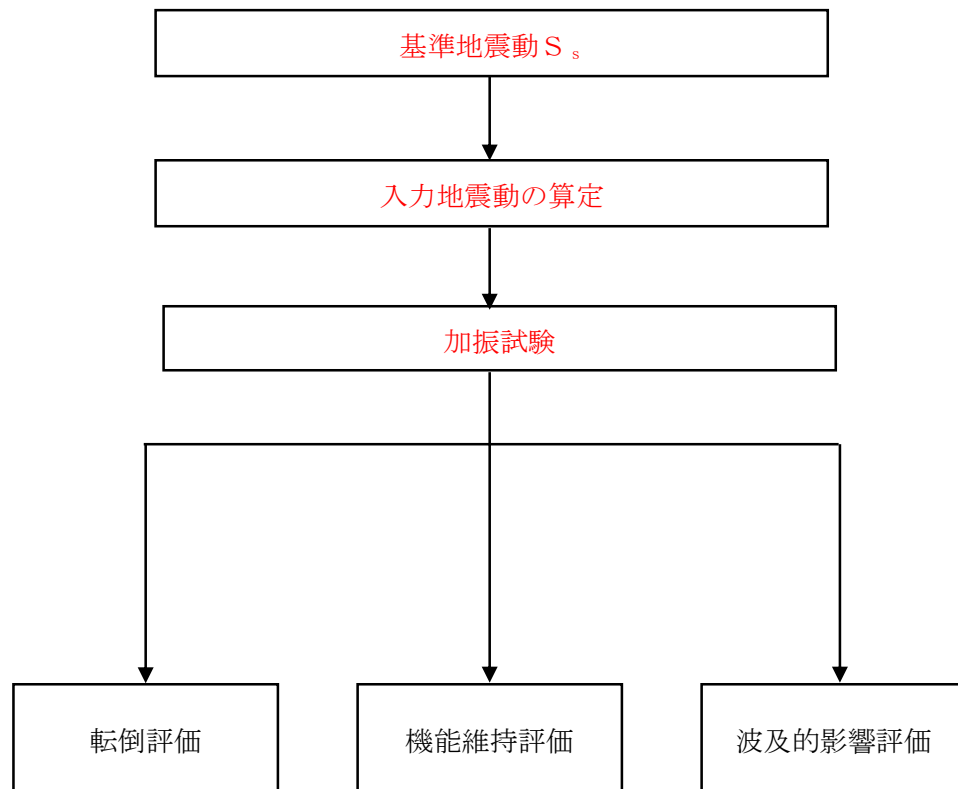 基準地震動Ｓｓ
入力地震動の算定
加振試験
転倒評価
機能維持評価
波及的影響評価